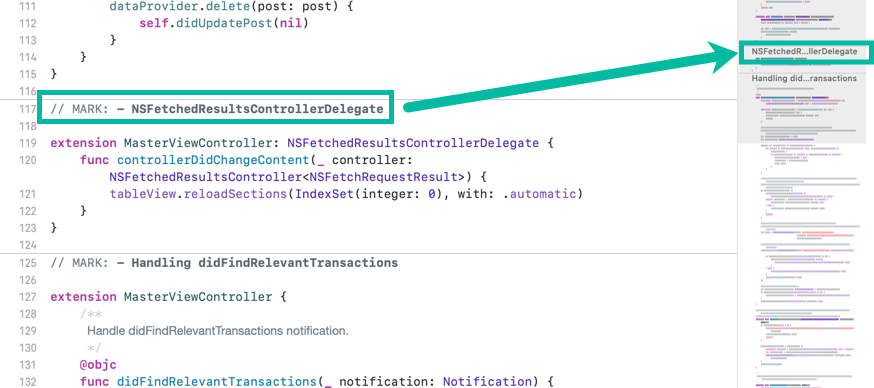 111 dataProvider.delete(post: post) {
112 self.didUpdatePost(nil)
113 }
114 }
115 }
116
117 // MARK: - NSFetchedResultsControllerDelegate
118
119 extension MasterViewController: NSFetchedResultsControllerDelegate {
120 func controllerDidChangeContent(_ controller:
NSFetchedResultsController<NSFetchRequestResult>) {
121 tableView.reloadSections(IndexSet(integer: 0), with: .automatic)
122 }
123 }
124
125 // MARK: - Handling didFindRelevantTransactions
126
127 extension MasterViewController {
128 /**
129 Handle didFindRelevantTransactions notification.
130 */
131 @objc
132 func didFindRelevantTransactions(_ notification: Notification) {
NSFetchedR...llerDelegate
Handling did...ransactions